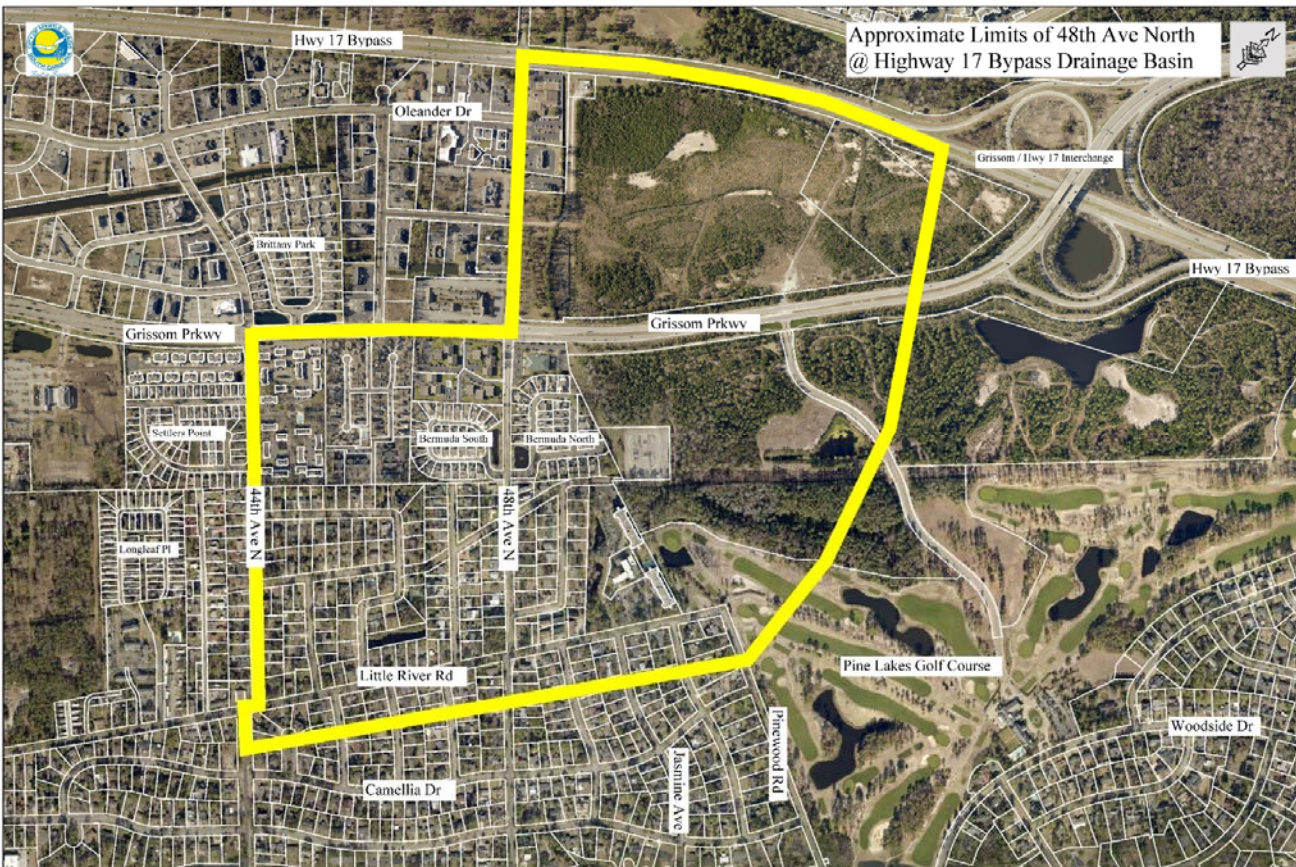 Approximate Limits of 48th Ave North
@ Highway 17 Bypass Drainage Basin
Hwy 17 Bypass
Oleander Dr
Grissom / Hwy 17 Interchange
Brittany Park
Hwy 17 Bypass
Grissom Prkwy
Grissom Prkwy
Settlers Point
Bermuda South
Bermuda North
44th Ave N
48th Ave N
Longleaf Pl
Little River Rd
Pine Lakes Golf Course
Pinewood Rd
Woodside Dr
Jasmine Ave
Camellia Dr